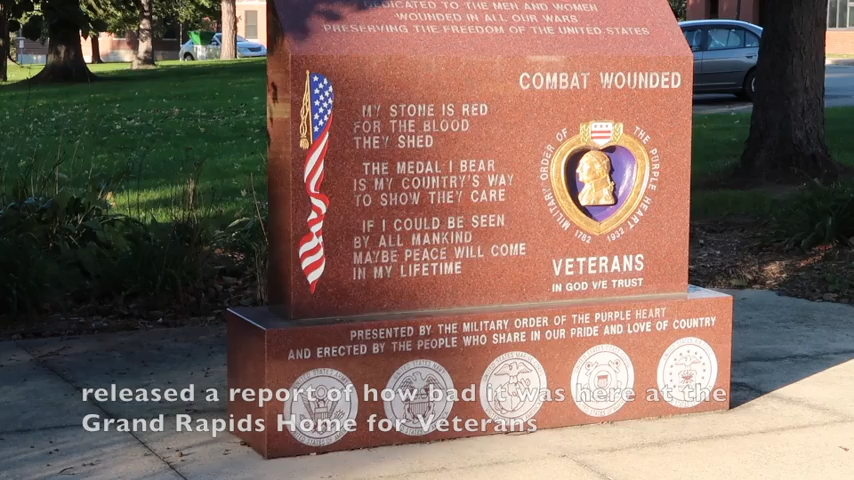 DEDICATED TO THE MEN AND WOMEN
WOUNDED IN ALL OUR WARS
PRESERVING THE FREEDOM OF THE UNITED STATES
COMBAT WOUNDED
MY STONE IS RED
FOR THE BLOOD
THEY SHED
THE MEDAL I BEAR
IS MY COUNTRY'S WAY
TO SHOW THEY CARE
IF I COULD BE SEEN
BY ALL MANKIND
MAYBE PEACE WILL COME
IN MY LIFETIME
MILITARY ORDER OF THE PURPLE HEART
1782 1932
VETERANS
IN GOD WE TRUST
PRESENTED BY THE MILITARY ORDER OF THE PURPLE HEART
AND ERECTED BY THE PEOPLE WHO SHARE IN OUR PRIDE AND LOVE OF COUNTRY
released a report of how bad it was here at the
Grand Rapids Home for Veterans